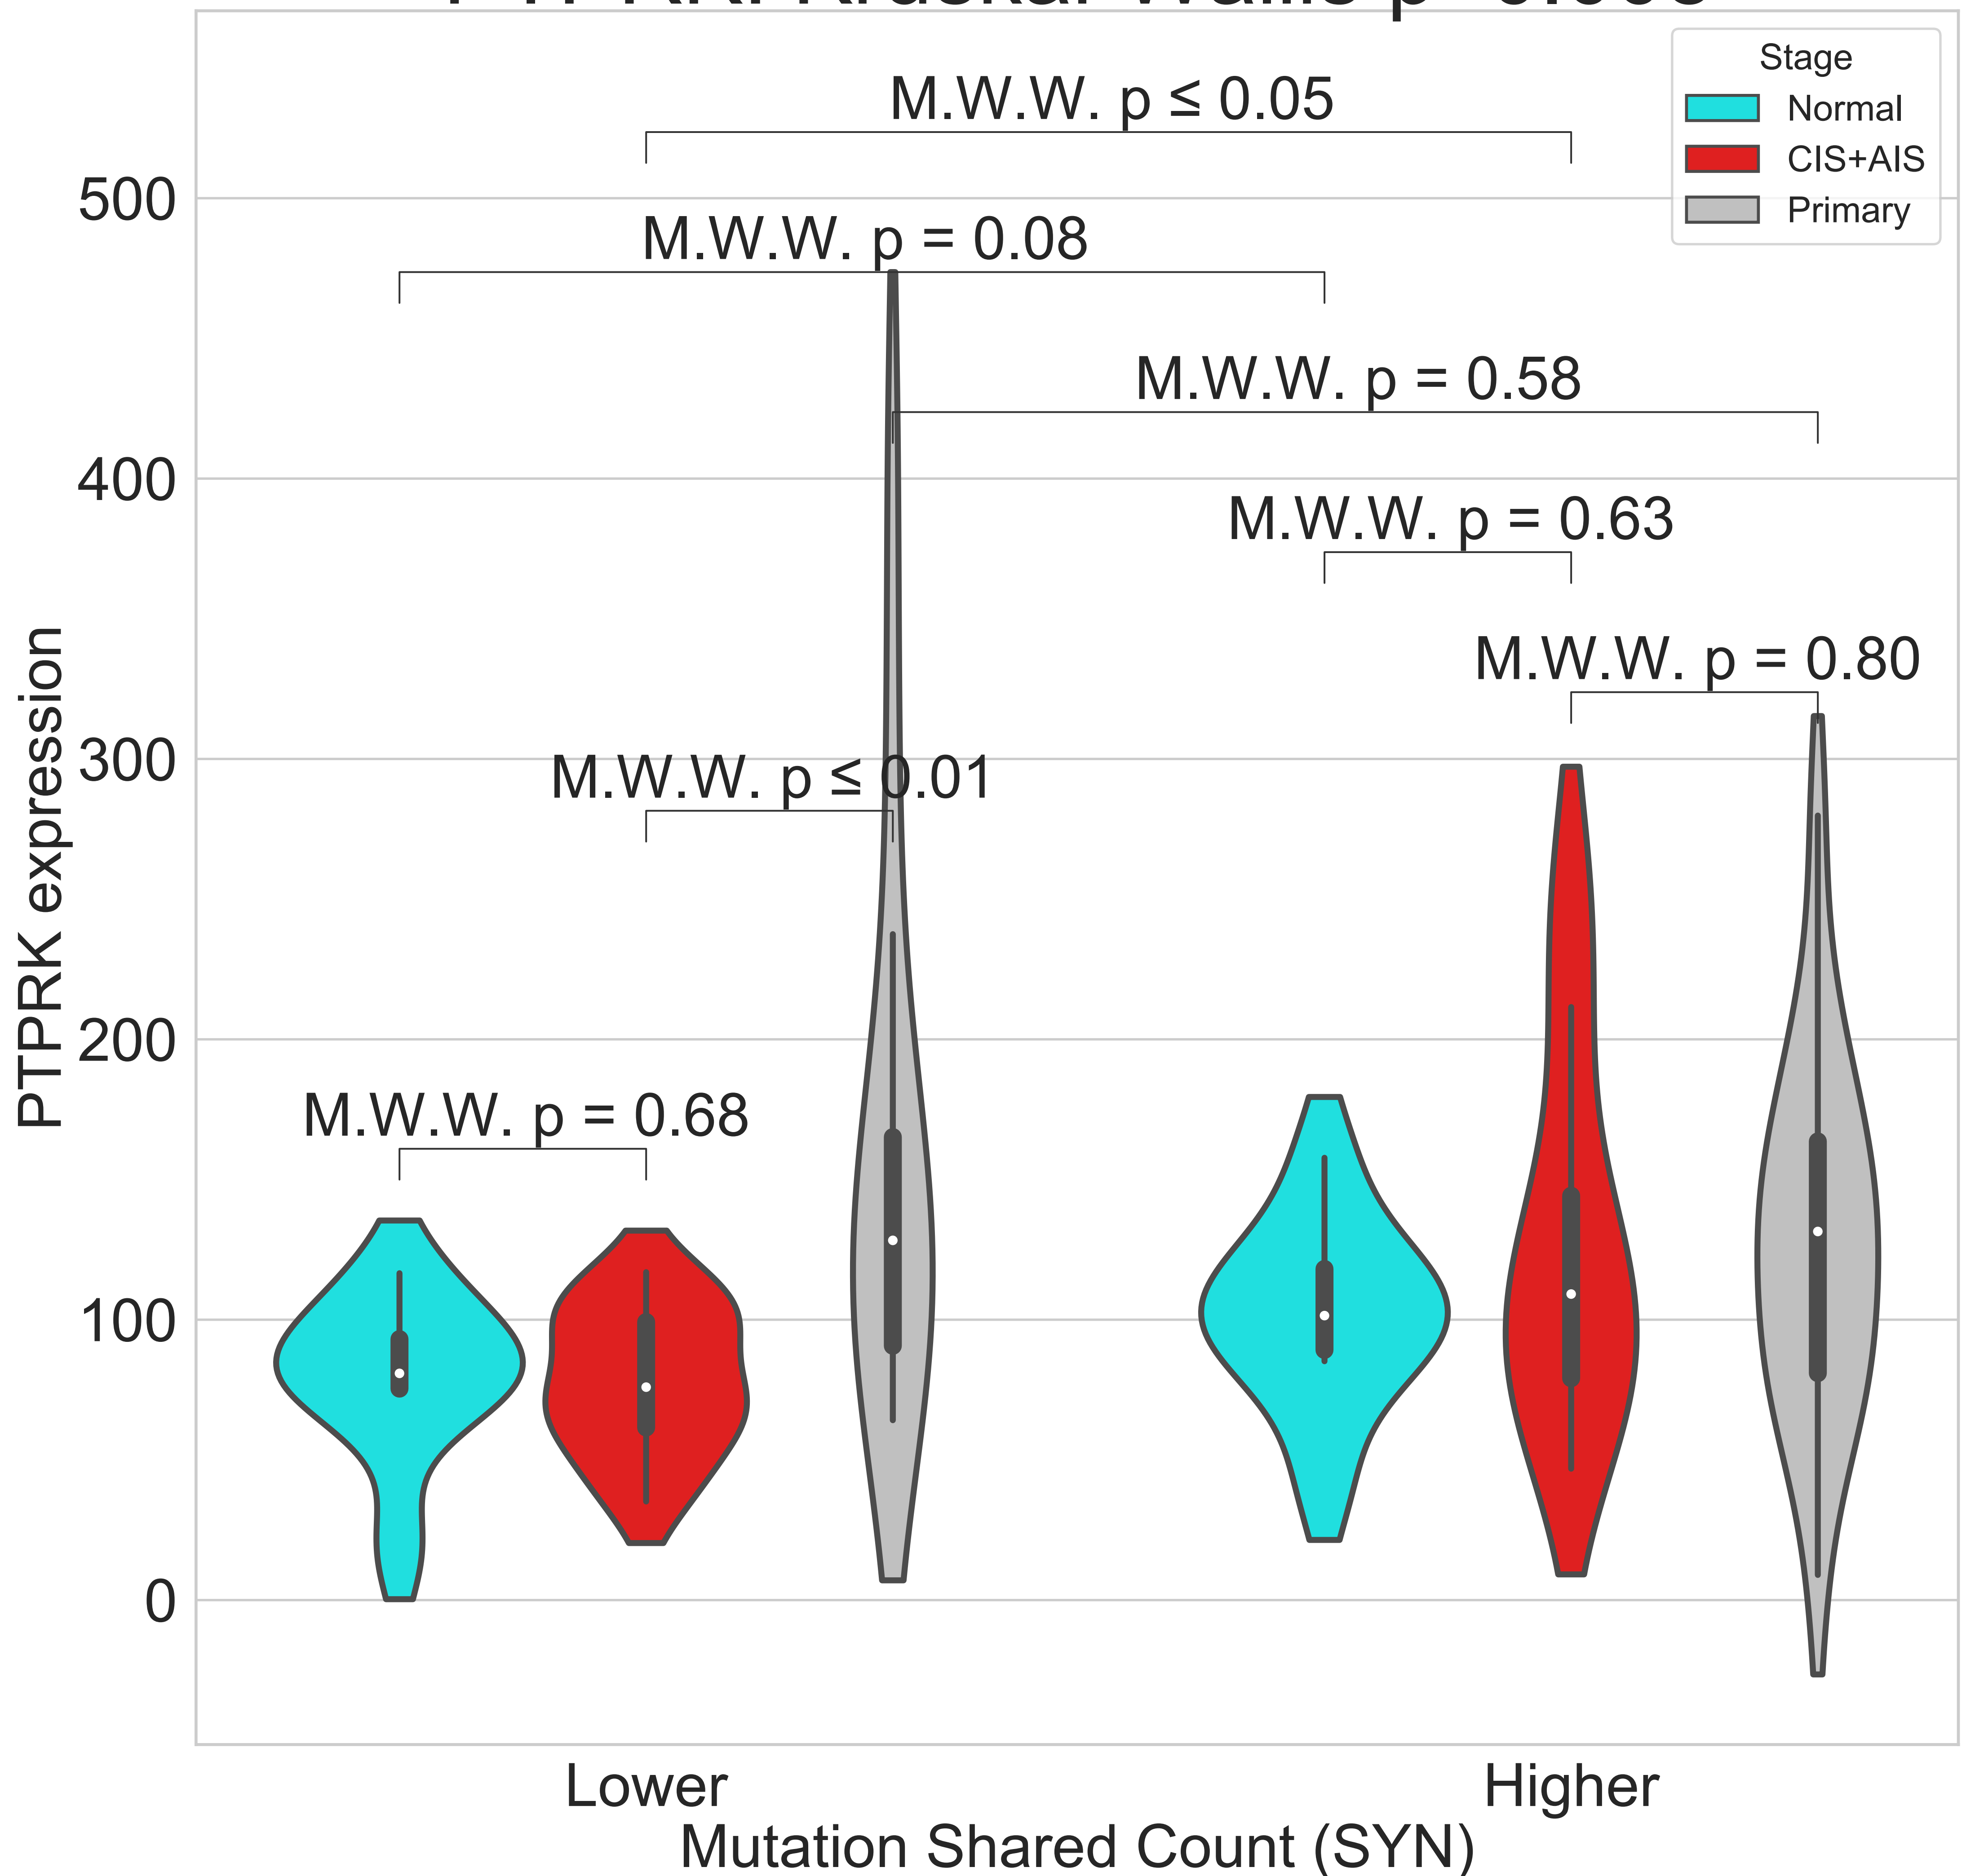 Stage
Normal
CIS+AIS
Primary
M.W.W. p ≤ 0.05
M.W.W. p = 0.08
M.W.W. p = 0.58
M.W.W. p = 0.63
M.W.W. p = 0.80
M.W.W. p ≤ 0.01
M.W.W. p = 0.68
500
400
300
200
100
0
PTPRK expression
Lower
Higher
Mutation Shared Count (SYN)